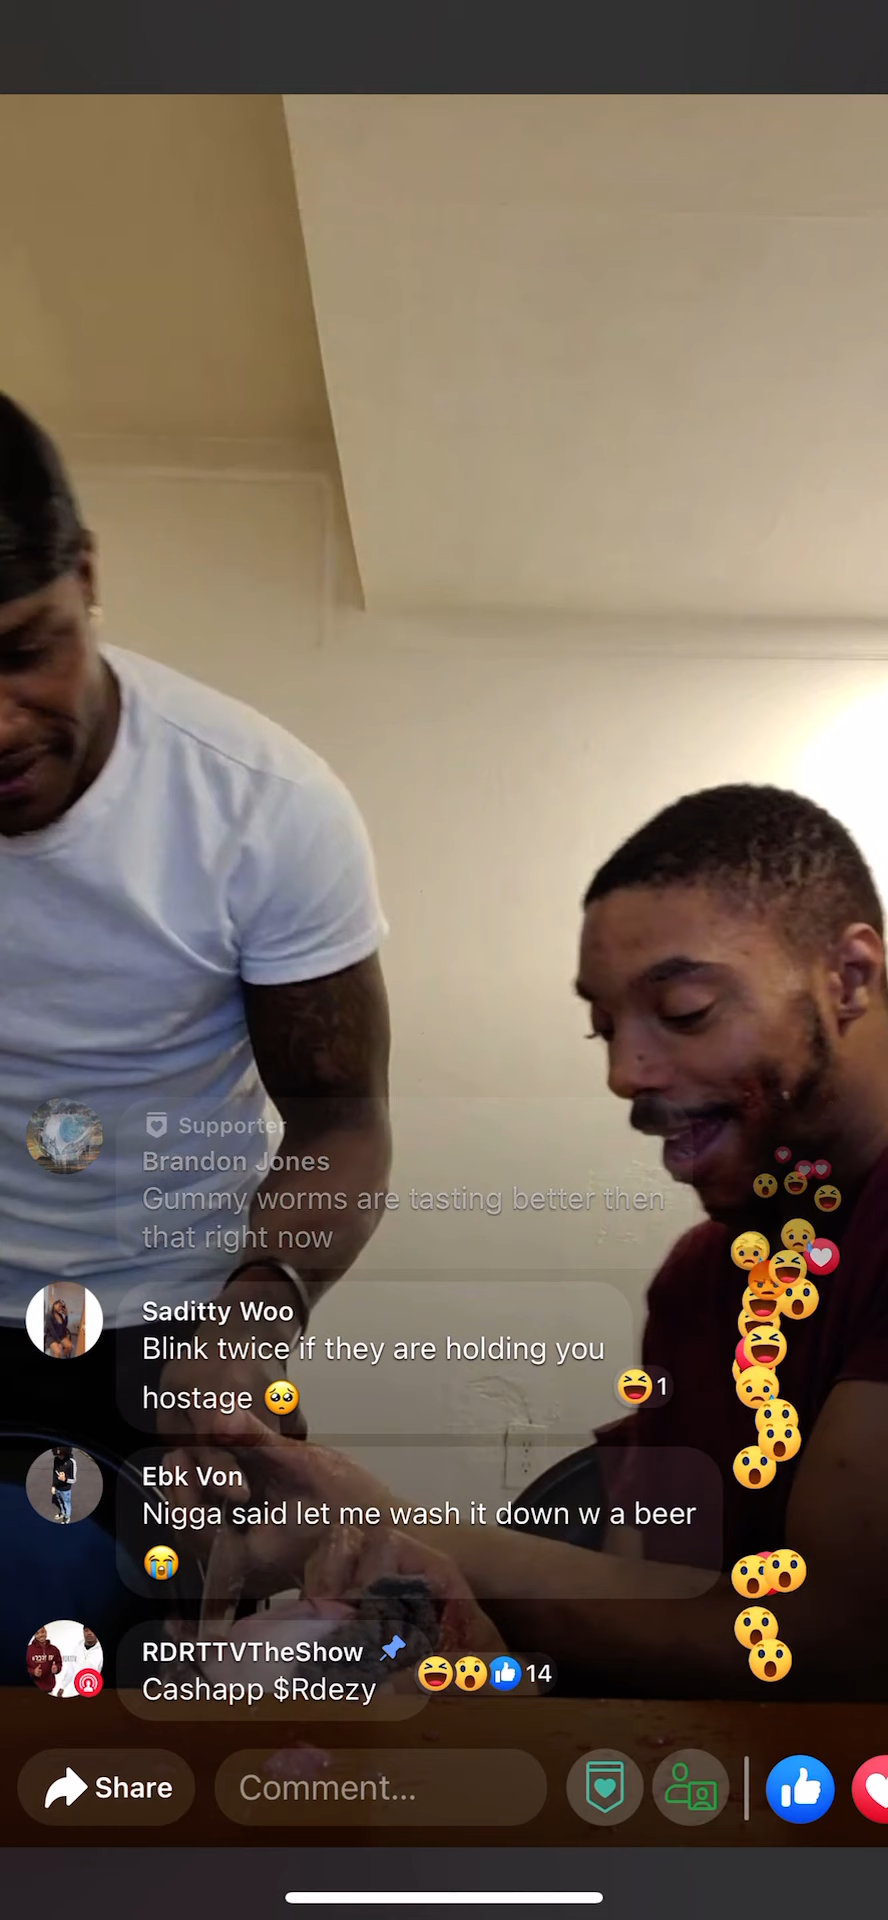 Supporter
Brandon Jones
Gummy worms are tasting better then
that right now
Saditty Woo
Blink twice if they are holding you
hostage 🥺
😆 1
Ebk Von
Nigga said let me wash it down w a beer
😭
RDRTTVTheShow 📌
Cashapp $Rdezy
😆😮👍 14
Share
Comment...